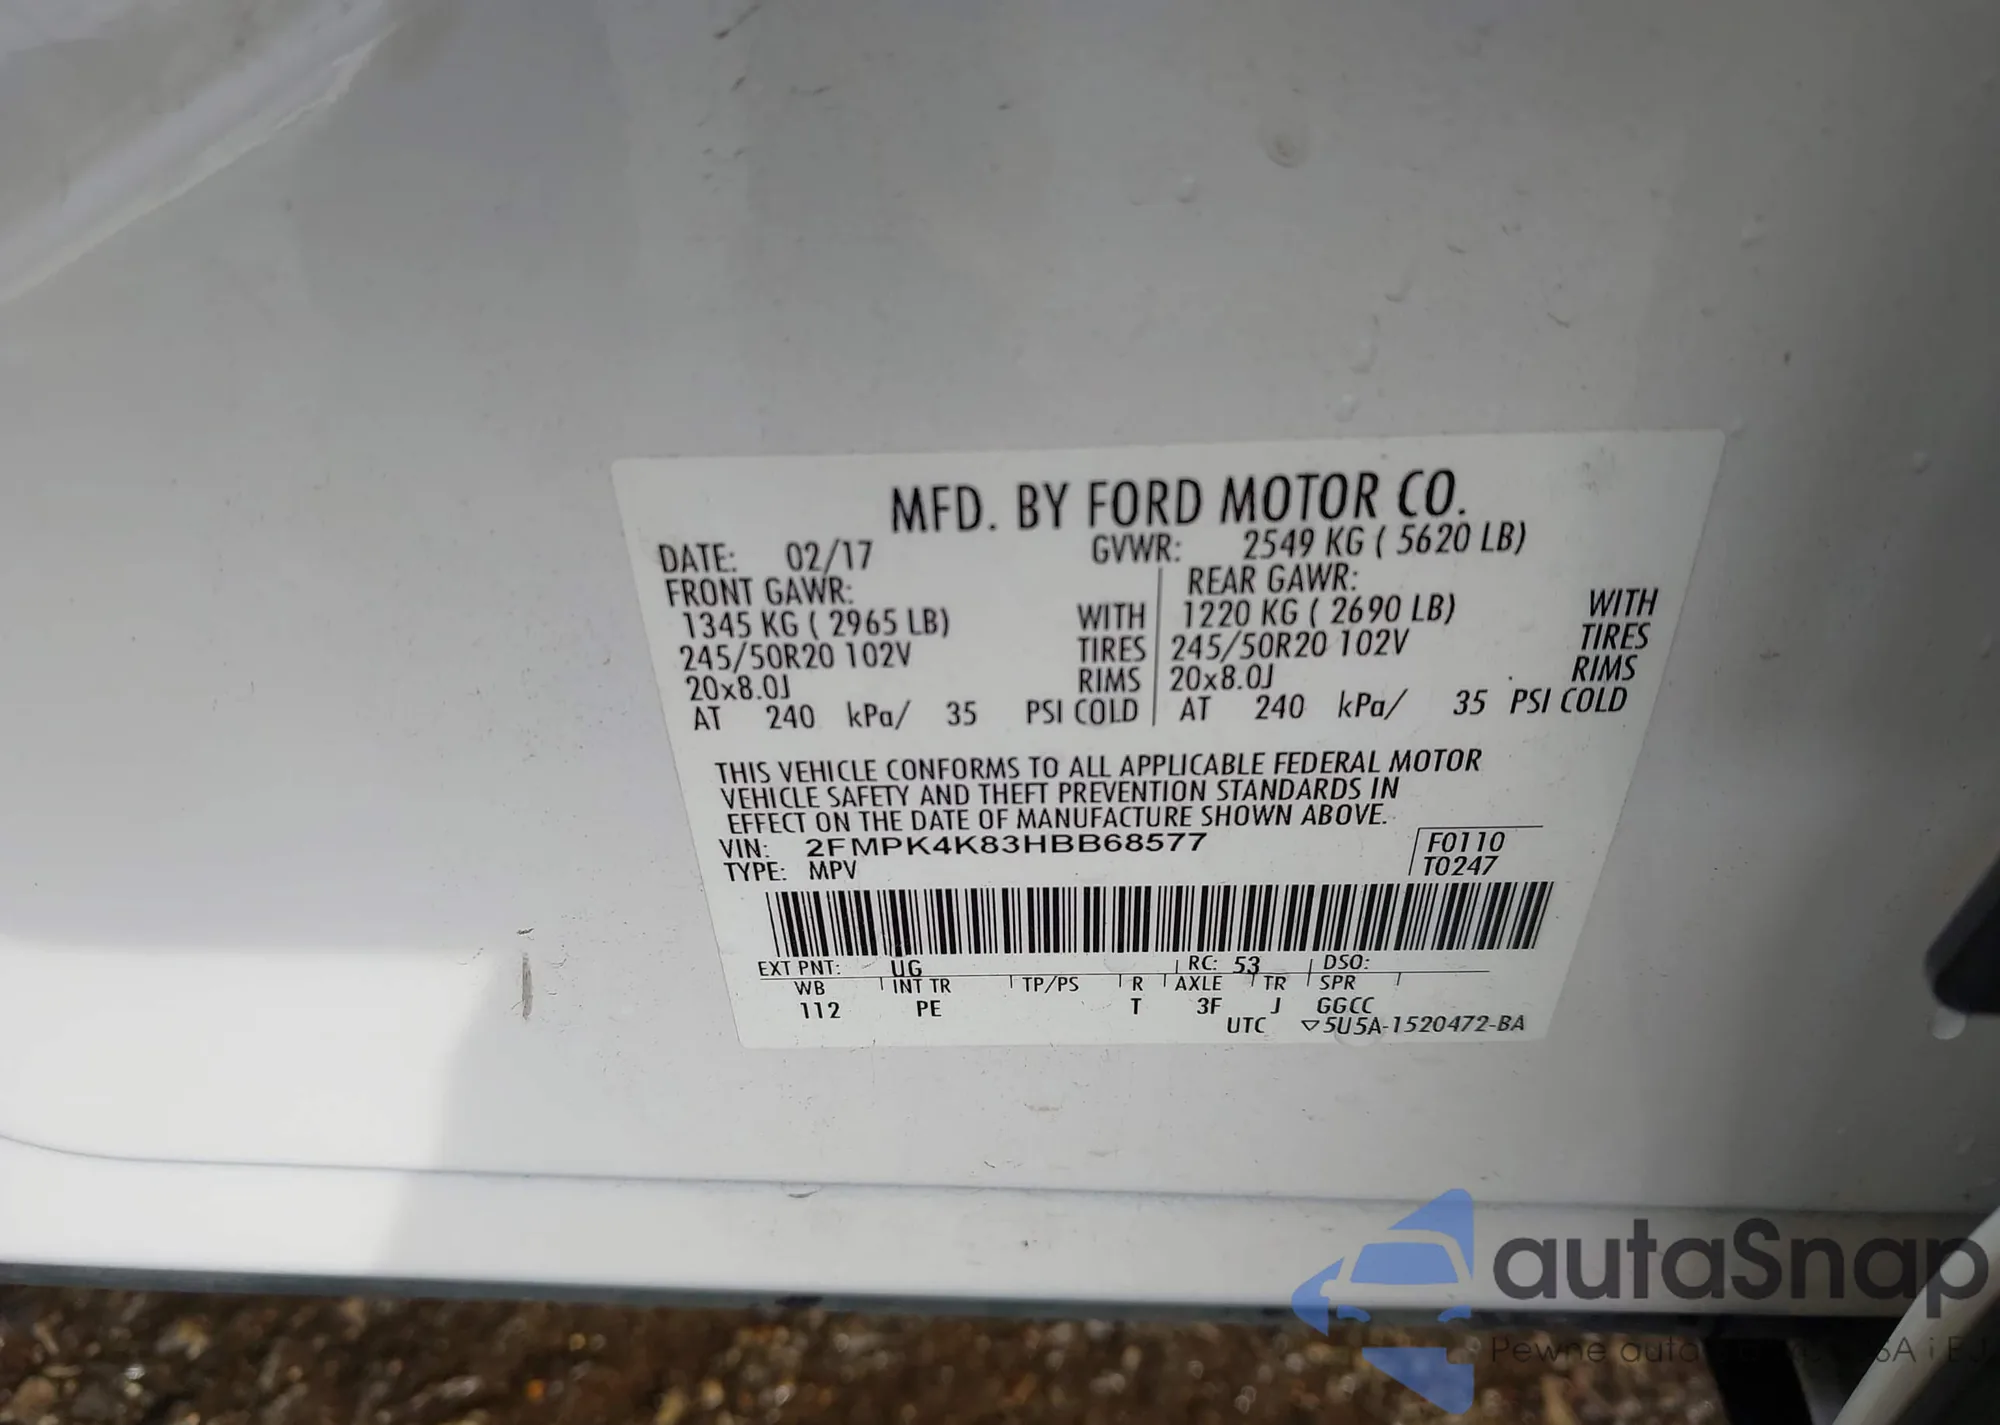 MFD. BY FORD MOTOR CO.
DATE: 02/17 GVWR: 2549 KG ( 5620 LB)
FRONT GAWR: REAR GAWR:
1345 KG ( 2965 LB) WITH 1220 KG ( 2690 LB) WITH
245/50R20 102V TIRES 245/50R20 102V TIRES
20x8.0J RIMS 20x8.0J RIMS
AT 240 kPa/ 35 PSI COLD AT 240 kPa/ 35 PSI COLD
THIS VEHICLE CONFORMS TO ALL APPLICABLE FEDERAL MOTOR
VEHICLE SAFETY AND THEFT PREVENTION STANDARDS IN
EFFECT ON THE DATE OF MANUFACTURE SHOWN ABOVE.
VIN: 2FMPK4K83HBB68577 F0110
TYPE: MPV T0247
EXT PNT: UG RC: 53 DSO:
WB INT TR TP/PS R AXLE TR SPR
112 PE T 3F J GGCC
UTC ▽5U5A-1520472-BA
autaSnap
Pewne auta